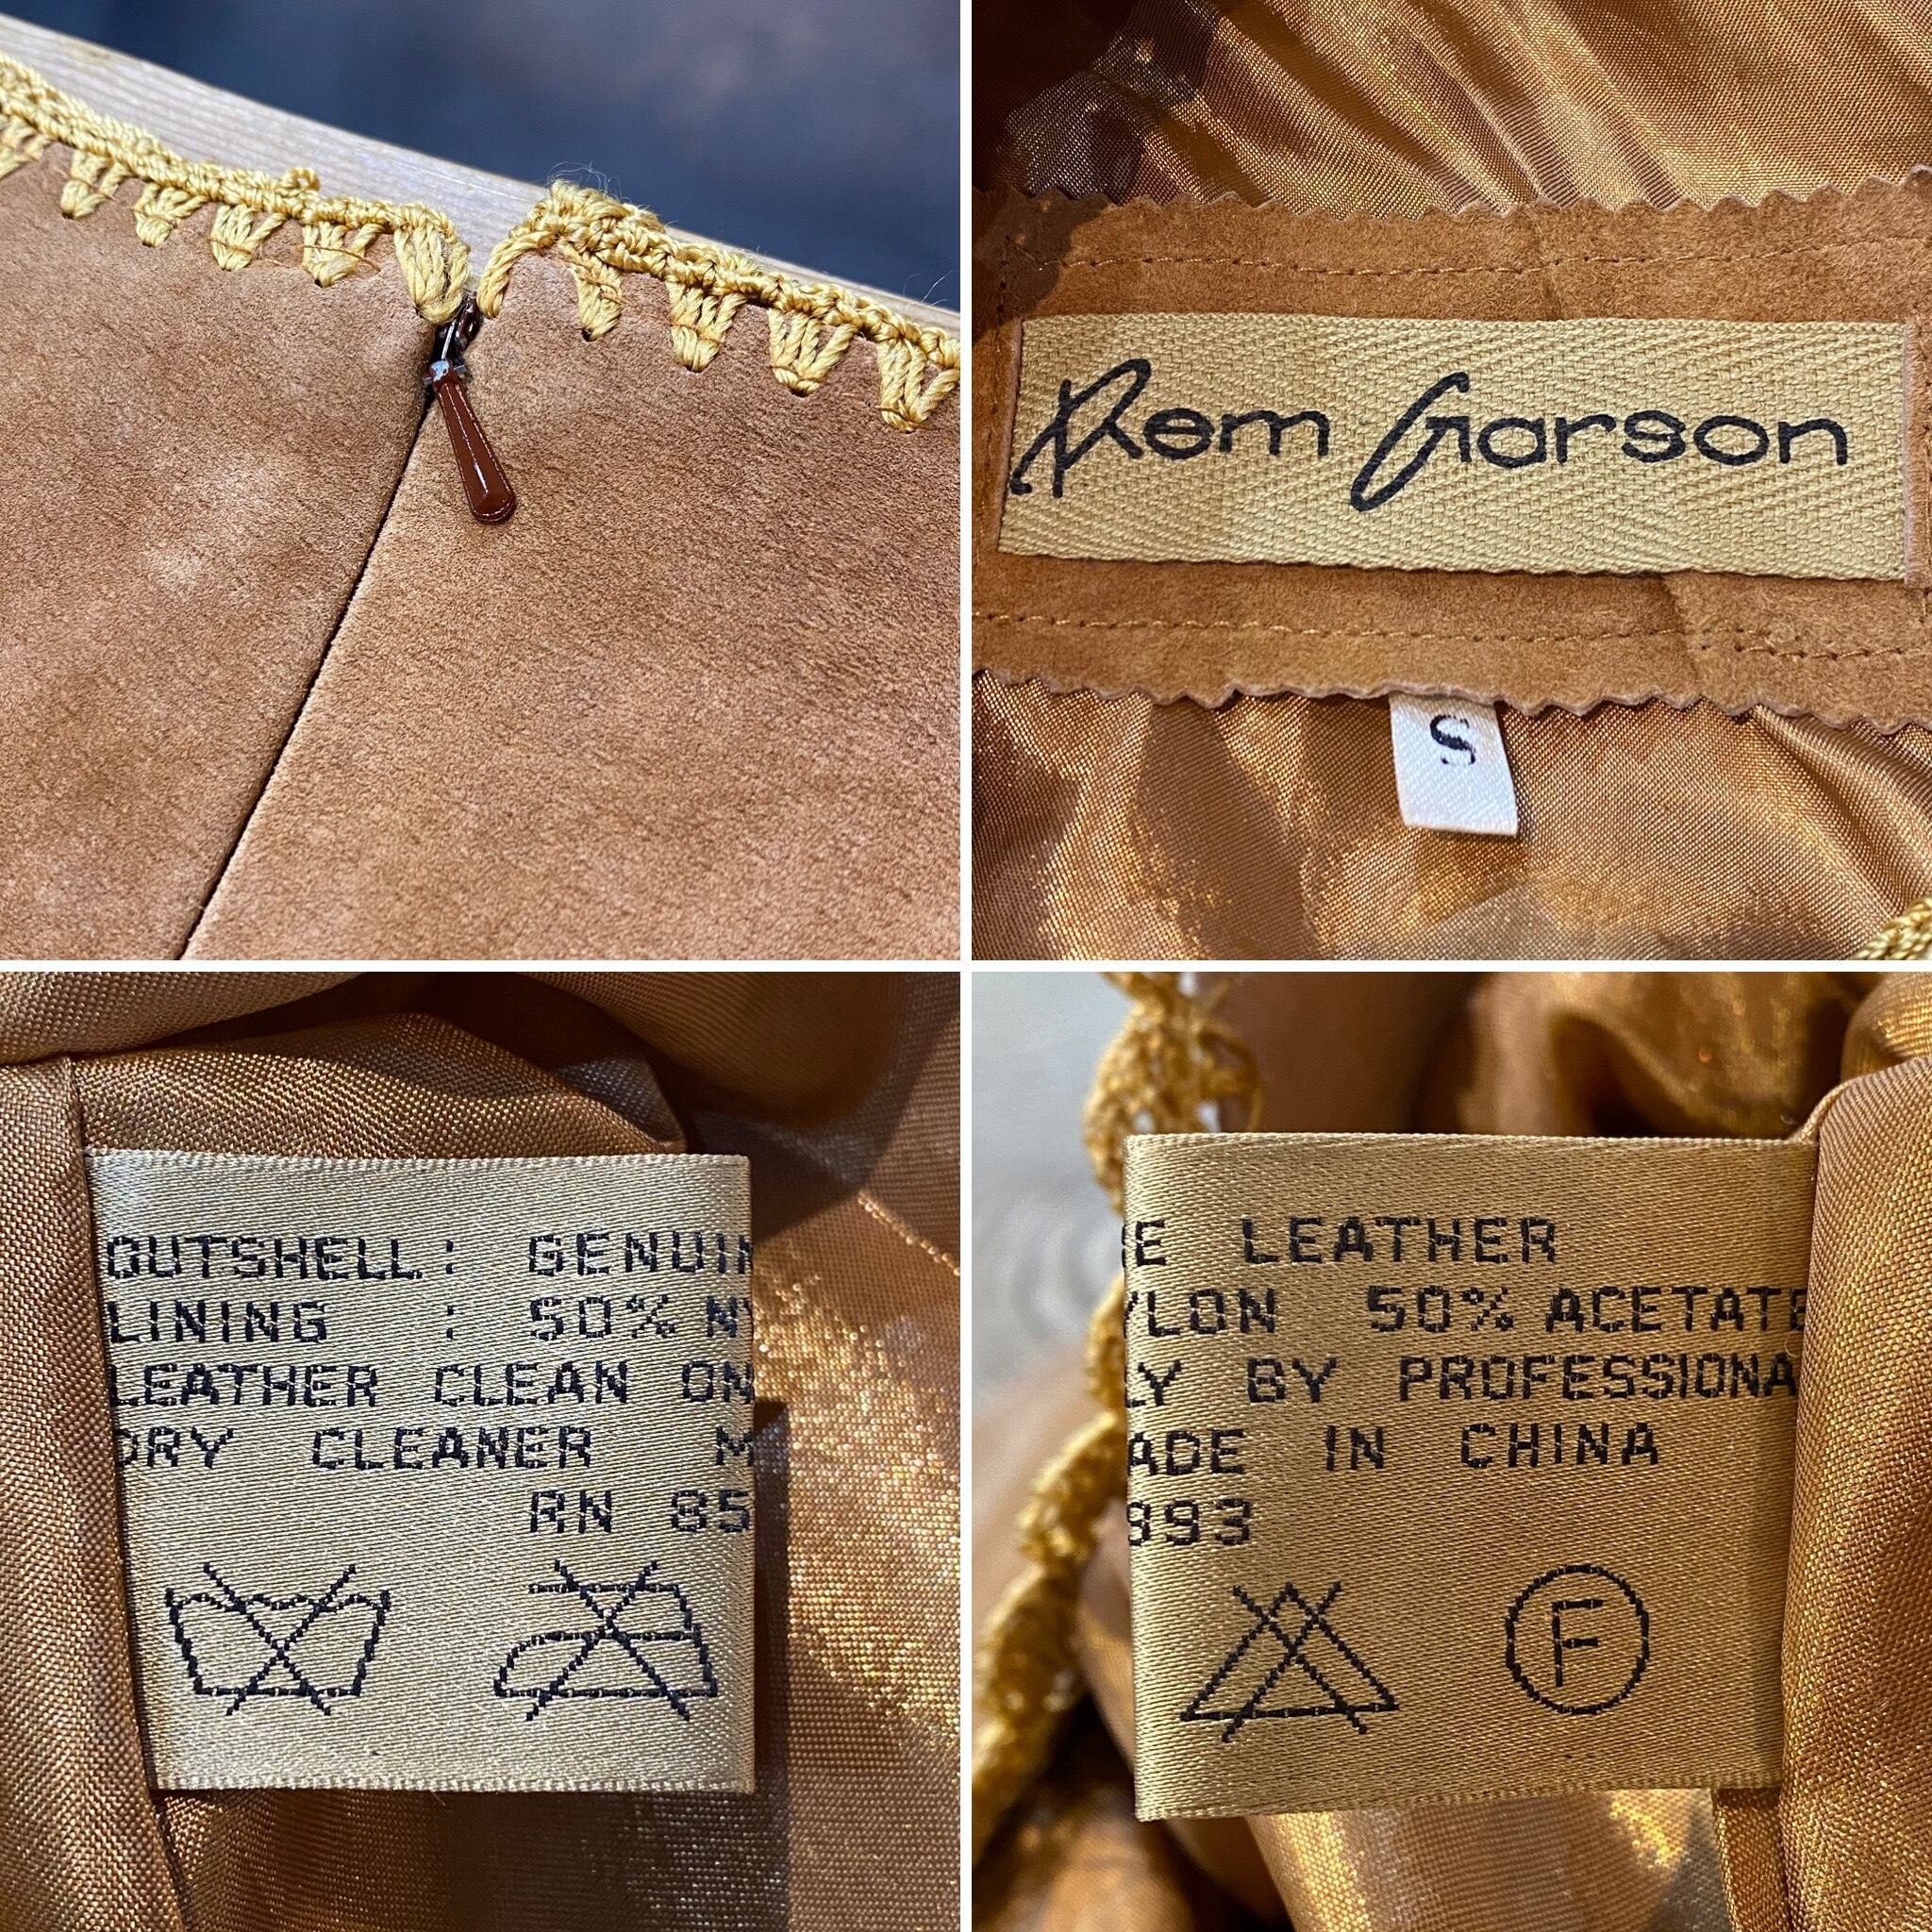 Rem Garson
S
OUTSHELL: GENUIN
LINING : 50% NY
LEATHER CLEAN ON
DRY CLEANER M
RN 85
E LEATHER
YLON 50% ACETATE
LY BY PROFESSIONA
ADE IN CHINA
893
F